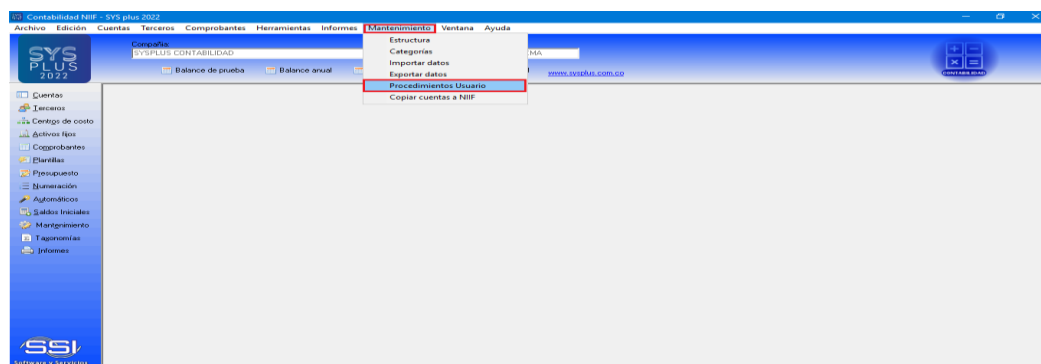 Contabilidad NIIF - SYS plus 2022
Archivo Edición Cuentas Terceros Comprobantes Herramientas Informes Mantenimiento Ventana Ayuda
SYS
PLUS
2022
Compañia:
SYSPLUS CONTABILIDAD
Balance de prueba Balance anual
www.sysplus.com.co
CONTABILIDAD
Estructura
Categorías
Importar datos
Exportar datos
Procedimientos Usuario
Copiar cuentas a NIIF
Cuentas
Terceros
Centros de costo
Activos fijos
Comprobantes
Plantillas
Presupuesto
Numeración
Automáticos
Saldos Iniciales
Mantenimiento
Taxonomías
Informes
SSI
Software y Servicios